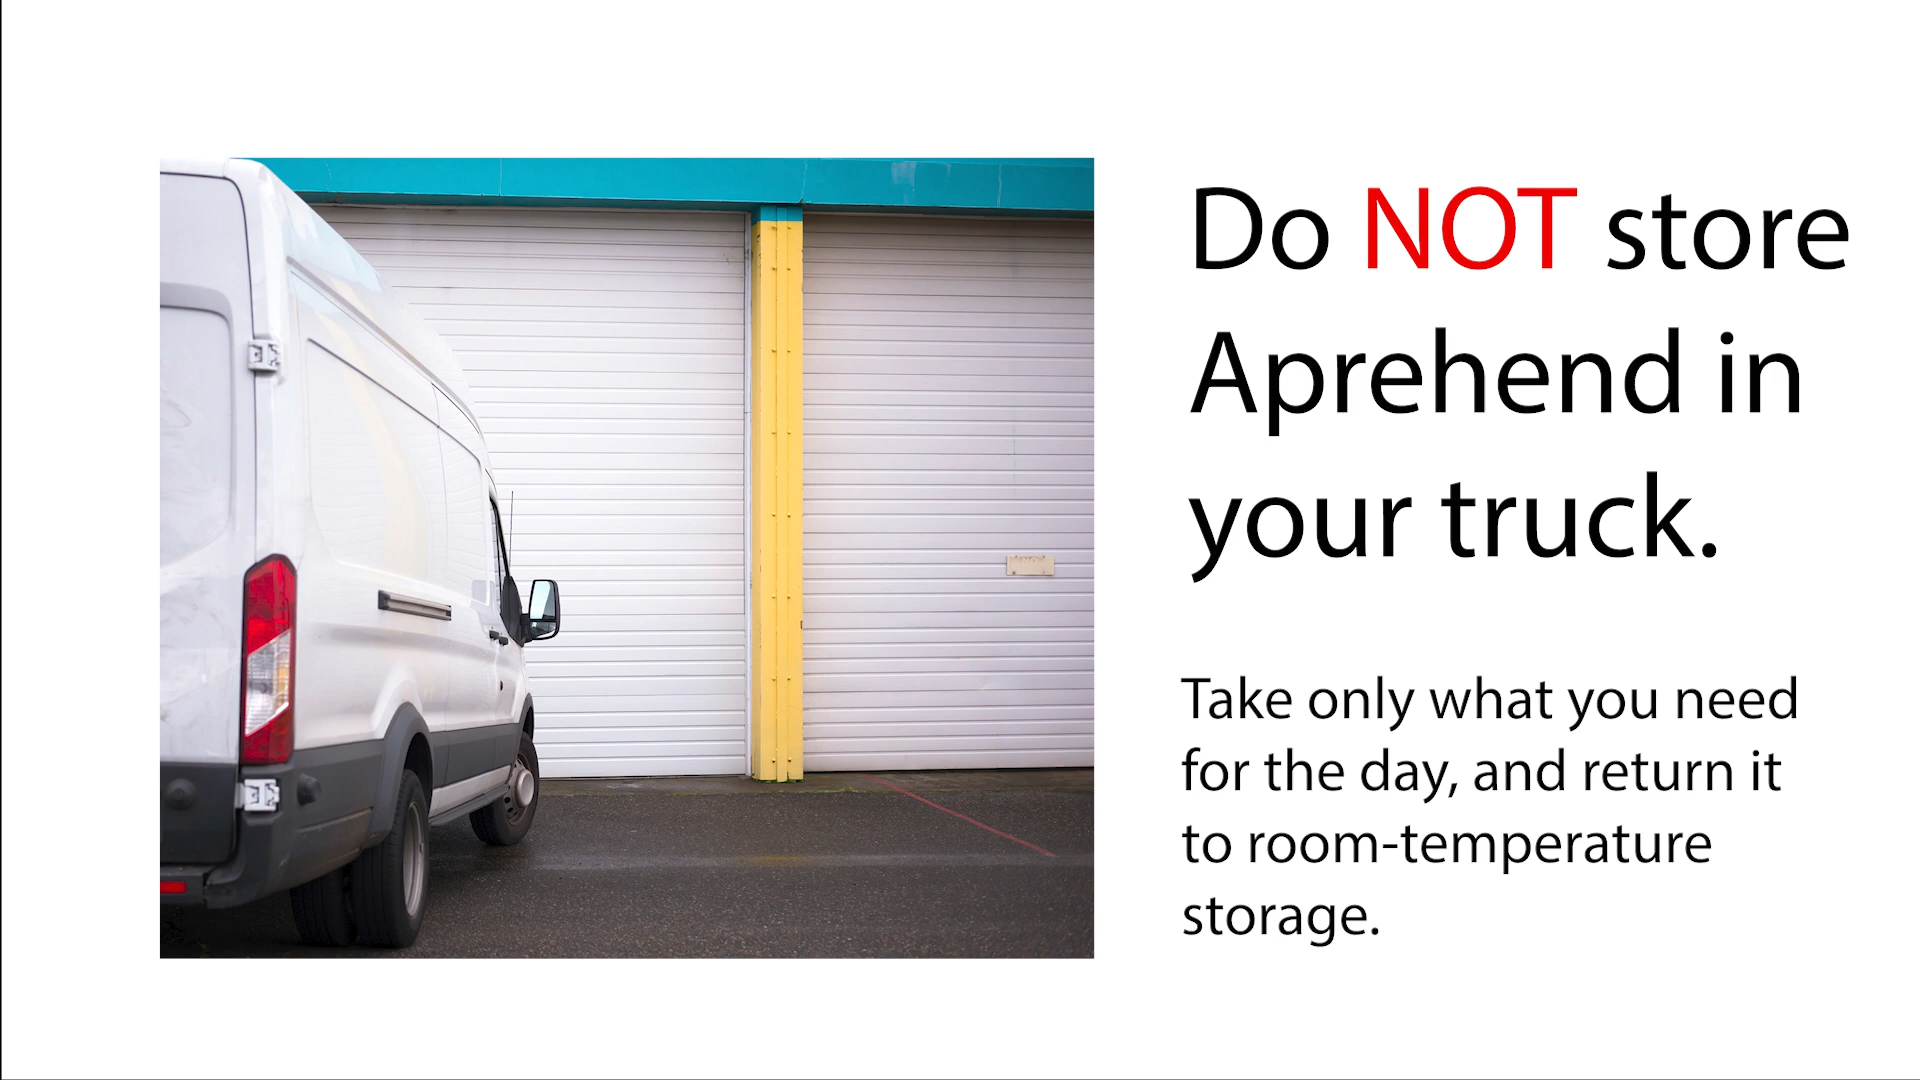 Do NOT store
Aprehend in
your truck.
Take only what you need
for the day, and return it
to room-temperature
storage.